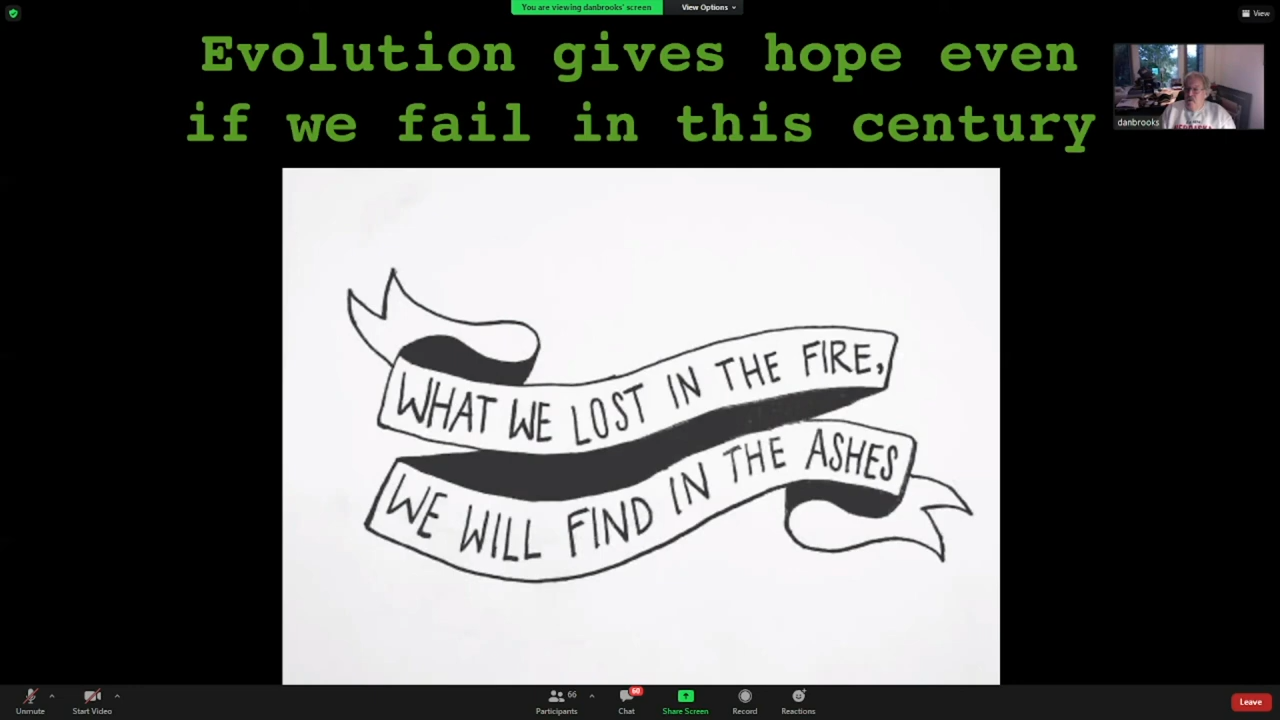 You are viewing danbrooks' screen
View Options
View
Evolution gives hope even
if we fail in this century
danbrooks
WHAT WE LOST IN THE FIRE,
WE WILL FIND IN THE ASHES
Unmute
Start Video
66
Participants
60
Chat
Share Screen
Record
Reactions
Leave